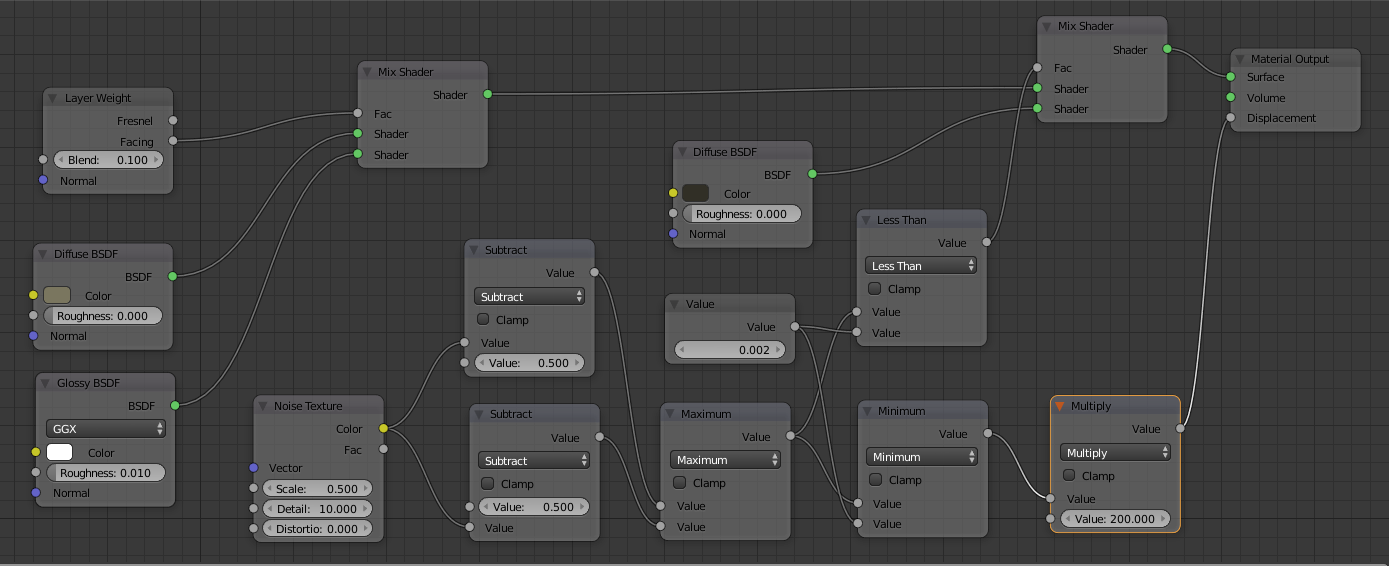 Layer Weight
Fresnel
Facing
Blend: 0.100
Normal
Diffuse BSDF
BSDF
Color
Roughness: 0.000
Normal
Glossy BSDF
BSDF
GGX
Color
Roughness: 0.010
Normal
Mix Shader
Shader
Fac
Shader
Shader
Noise Texture
Color
Fac
Vector
Scale: 0.500
Detail: 10.000
Distortio: 0.000
Subtract
Value
Subtract
Clamp
Value
Value: 0.500
Subtract
Value
Subtract
Clamp
Value: 0.500
Value
Diffuse BSDF
BSDF
Color
Roughness: 0.000
Normal
Value
Value
0.002
Maximum
Value
Maximum
Clamp
Value
Value
Less Than
Value
Less Than
Clamp
Value
Value
Minimum
Value
Minimum
Clamp
Value
Value
Mix Shader
Shader
Fac
Shader
Shader
Multiply
Value
Multiply
Clamp
Value
Value: 200.000
Material Output
Surface
Volume
Displacement